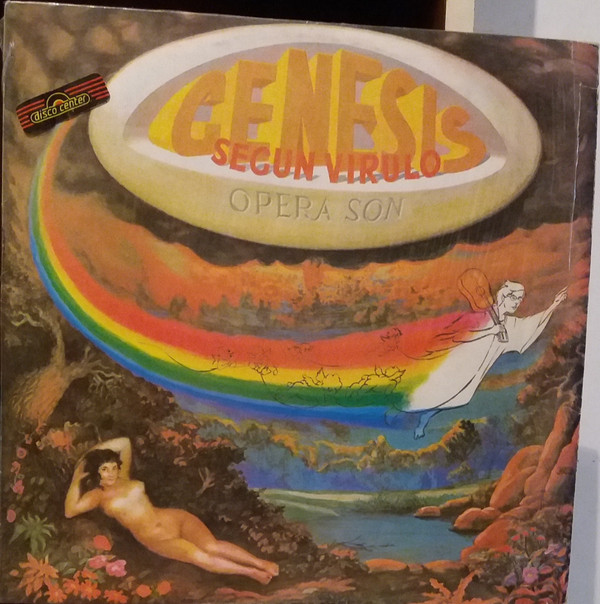 disco center
GENESIS
SEGUN VIRULO
OPERA SON